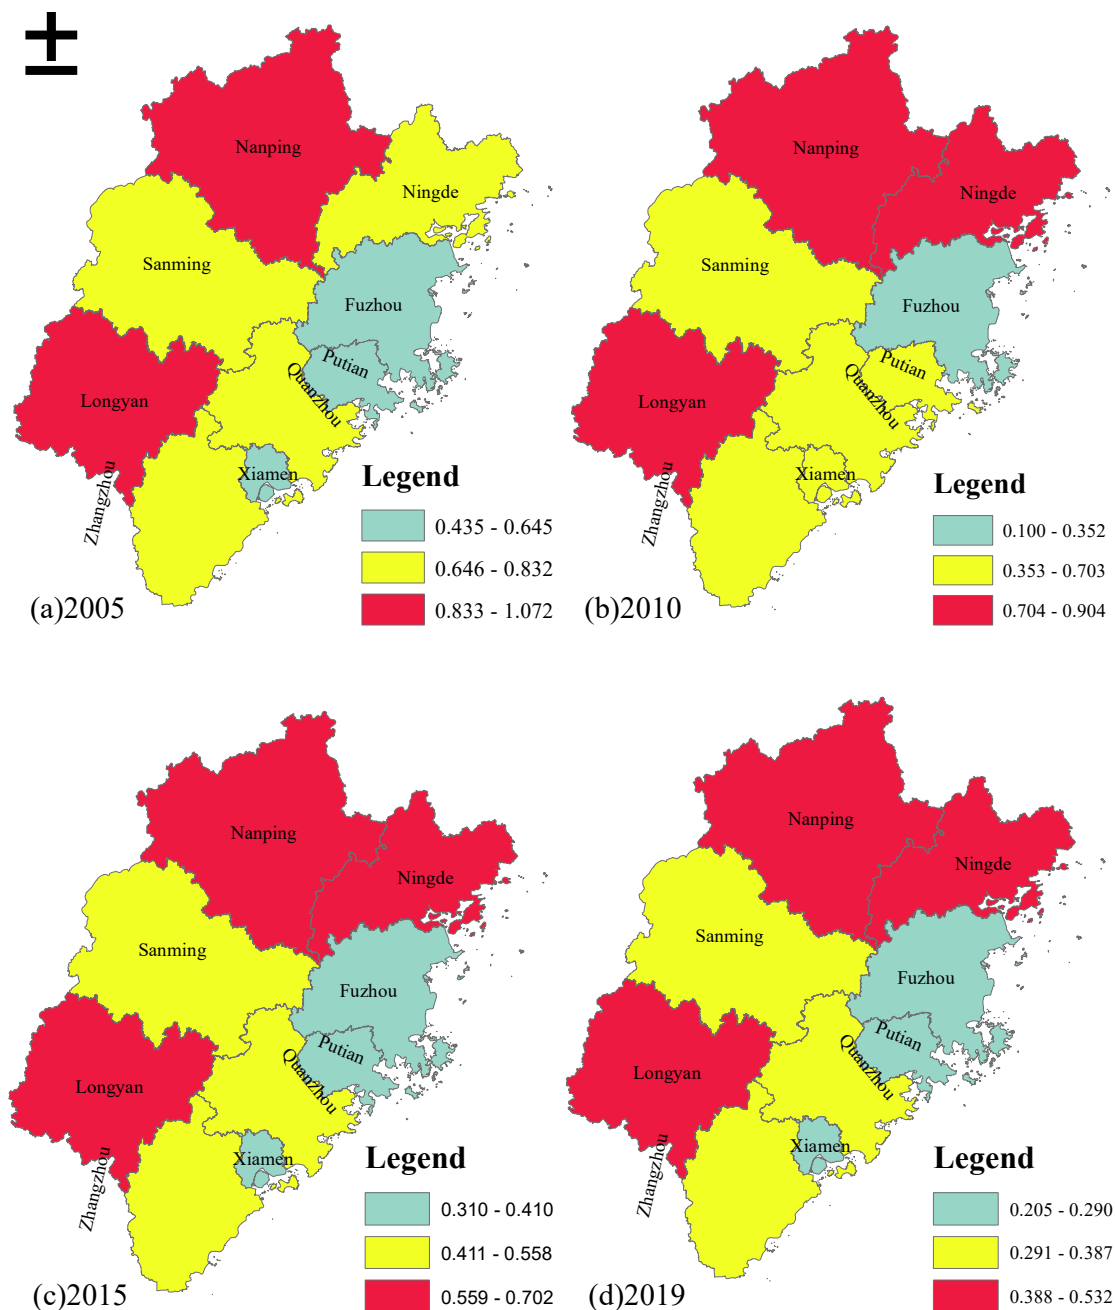 Nanping
Ningde
Sanming
Fuzhou
Putian
QuanZhou
Longyan
Xiamen
Zhangzhou
Legend
0.435 - 0.645
0.646 - 0.832
0.833 - 1.072
(a)2005
Nanping
Ningde
Sanming
Fuzhou
Putian
QuanZhou
Longyan
Xiamen
Zhangzhou
Legend
0.100 - 0.352
0.353 - 0.703
0.704 - 0.904
(b)2010
Nanping
Ningde
Sanming
Fuzhou
Putian
QuanZhou
Longyan
Xiamen
Zhangzhou
Legend
0.310 - 0.410
0.411 - 0.558
0.559 - 0.702
(c)2015
Nanping
Ningde
Sanming
Fuzhou
Putian
QuanZhou
Longyan
Xiamen
Zhangzhou
Legend
0.205 - 0.290
0.291 - 0.387
0.388 - 0.532
(d)2019